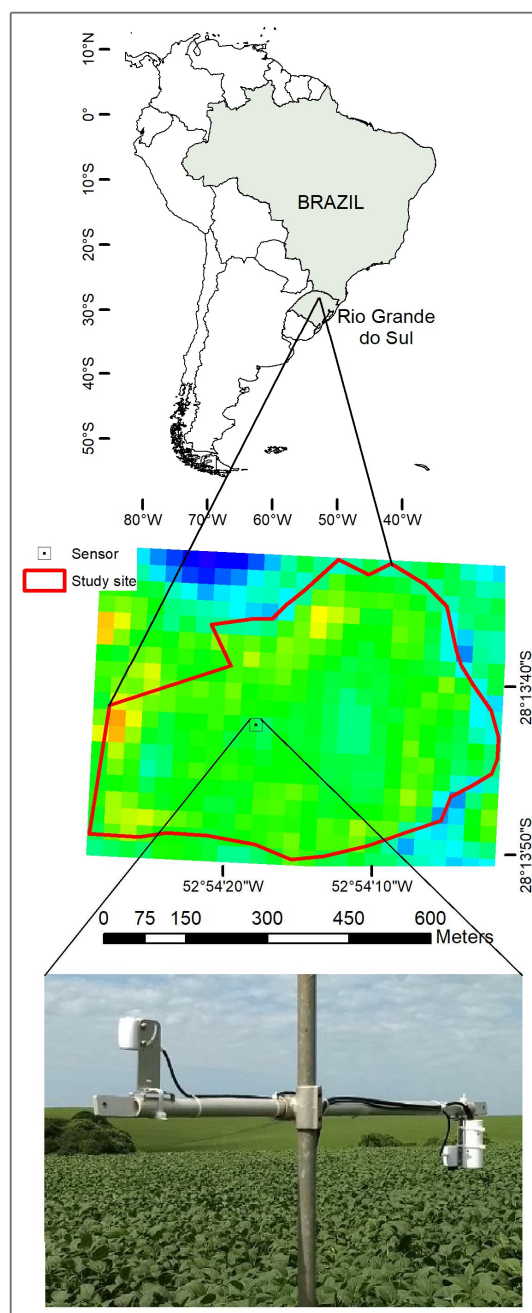 10°N
0°
10°S
20°S
30°S
40°S
50°S
BRAZIL
Rio Grande
do Sul
80°W
70°W
60°W
50°W
40°W
Sensor
Study site
28°13'40"S
28°13'50"S
52°54'20"W
52°54'10"W
0
75
150
300
450
600
Meters